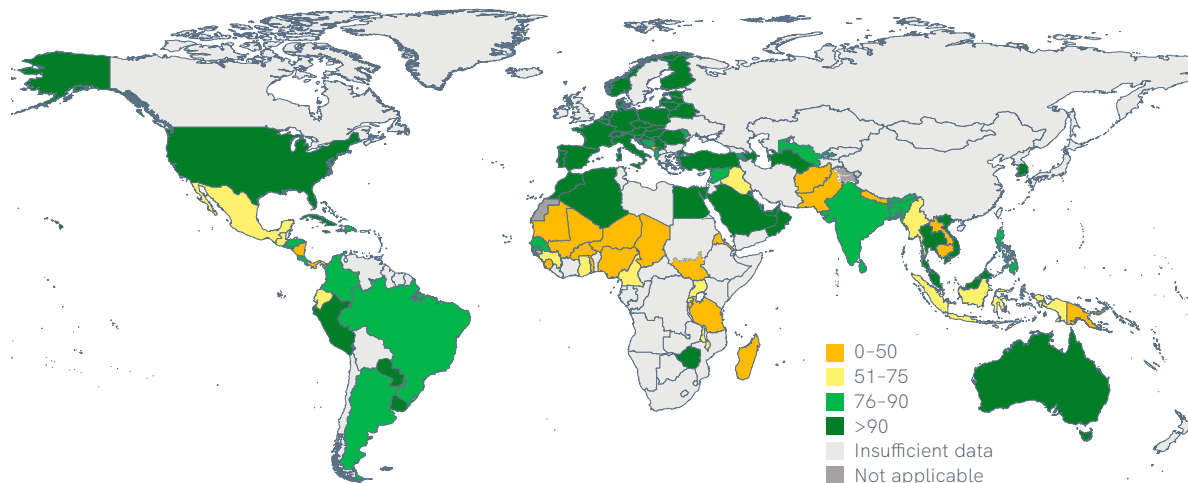 0–50
51–75
76–90
>90
Insufficient data
Not applicable